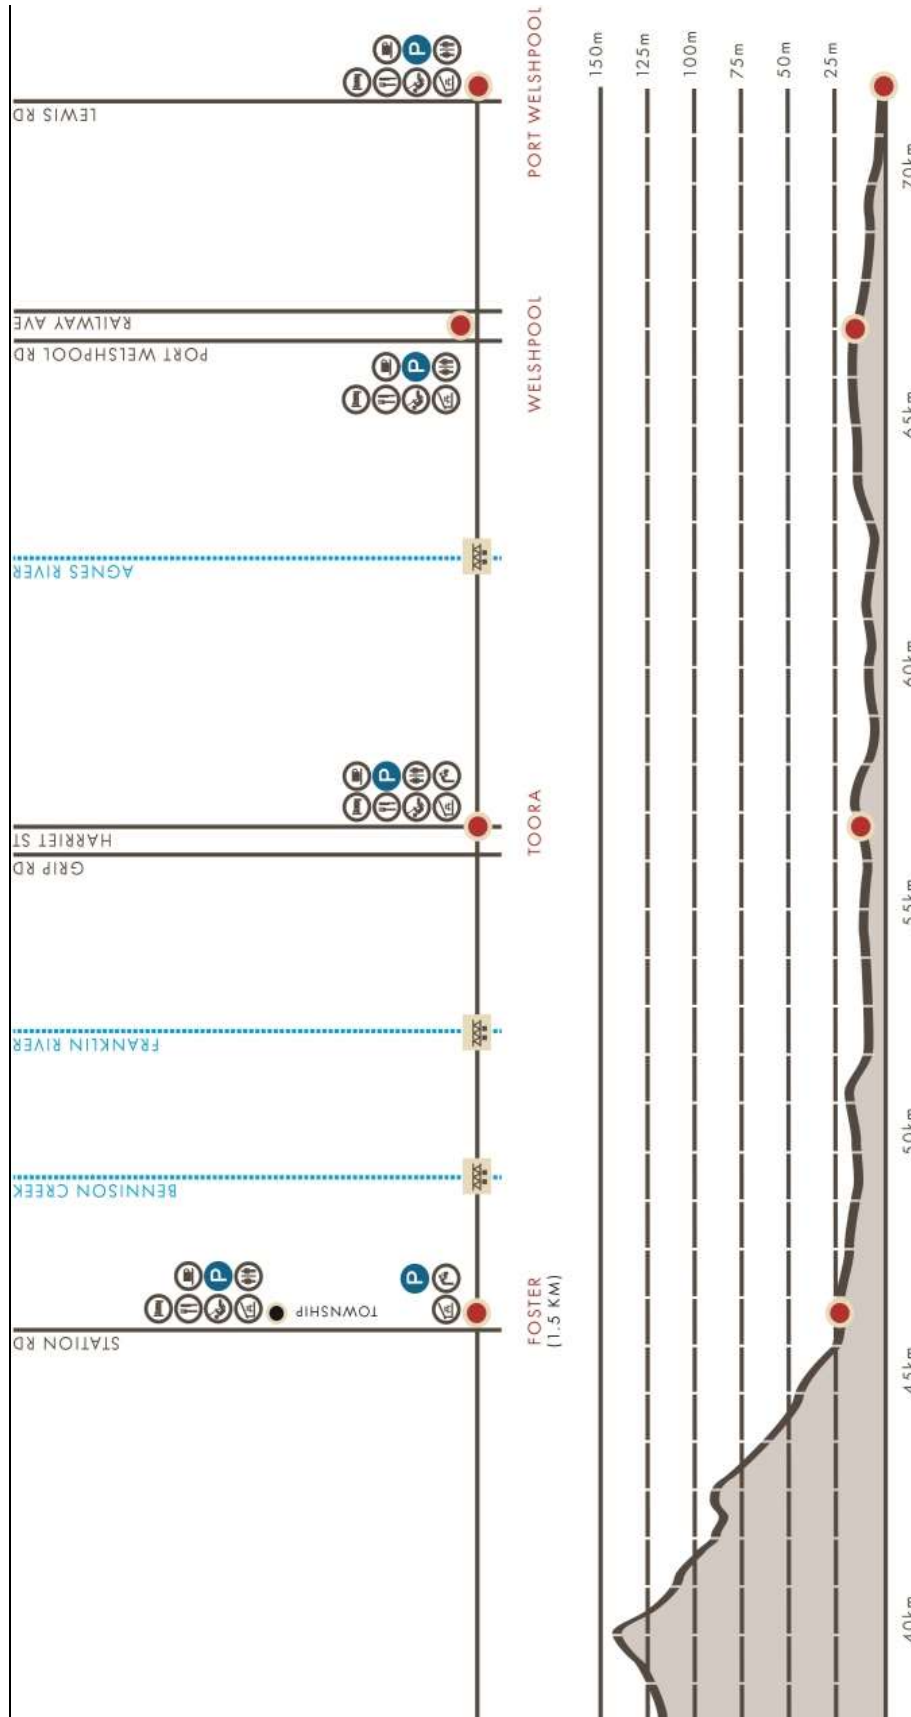 LEWIS RD
P
PORT WELSHPOOL
RAILWAY AVE
PORT WELSHPOOL RD
P
WELSHPOOL
AGNES RIVER
HARRIET ST
GRIP RD
P
TOORA
FRANKLIN RIVER
BENNISON CREEK
STATION RD
P
TOWNSHIP
P
FOSTER
(1.5 KM)
150m
125m
100m
75m
50m
25m
70km
65km
60km
55km
50km
45km
40km